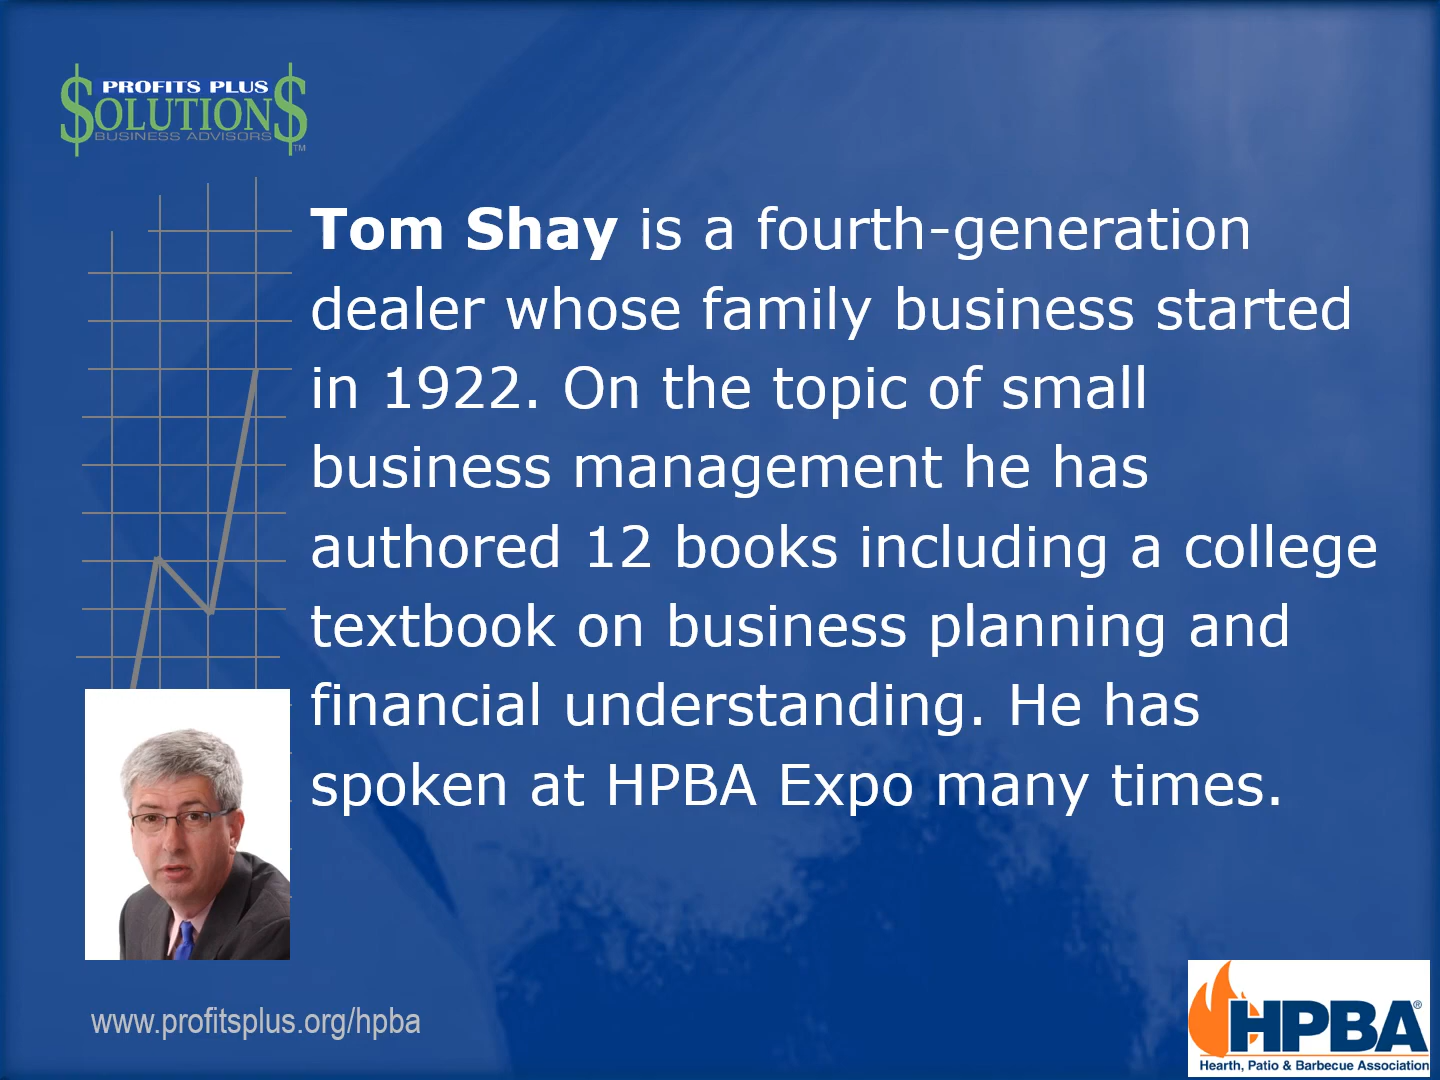 PROFITS PLUS
$OLUTION$
BUSINESS ADVISORS
TM
Tom Shay is a fourth-generation
dealer whose family business started
in 1922. On the topic of small
business management he has
authored 12 books including a college
textbook on business planning and
financial understanding. He has
spoken at HPBA Expo many times.
www.profitsplus.org/hpba
HPBA®
Hearth, Patio & Barbecue Association